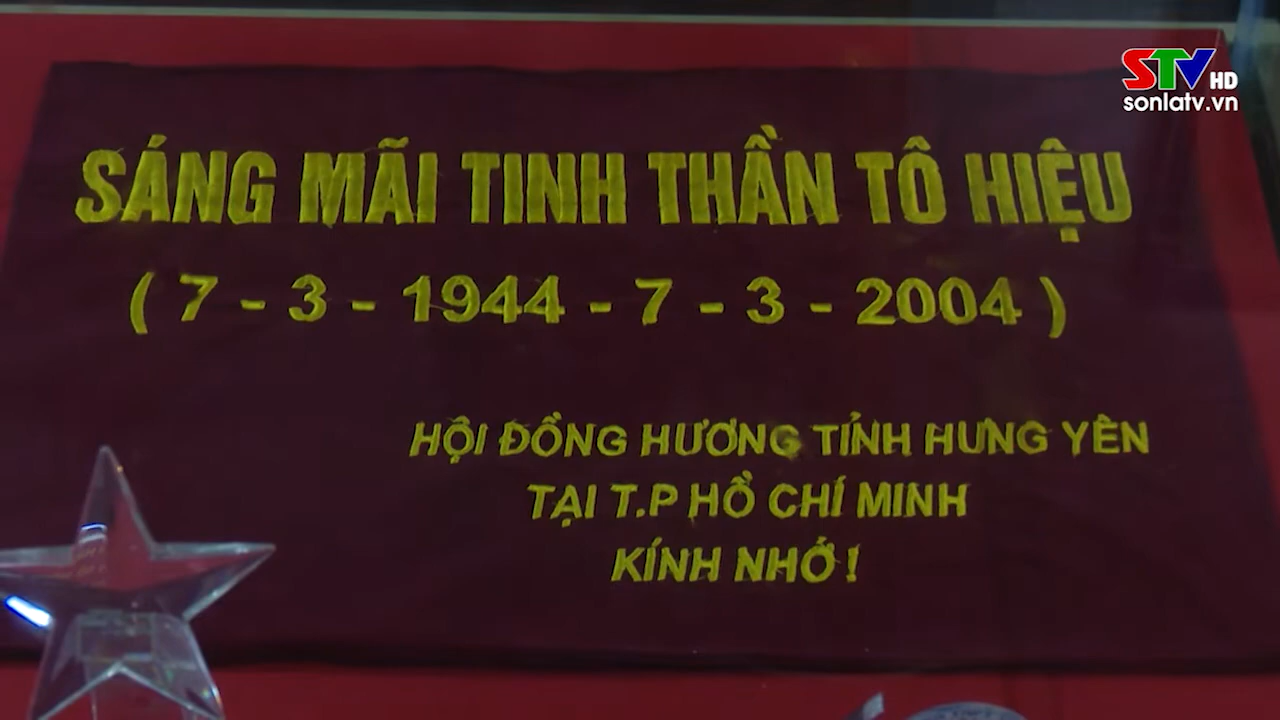 STV HD
sonlatv.vn
SÁNG MÃI TINH THẦN TÔ HIỆU
( 7 - 3 - 1944 - 7 - 3 - 2004 )
HỘI ĐỒNG HƯƠNG TỈNH HƯNG YÊN
TẠI T.P HỒ CHÍ MINH
KÍNH NHỚ !